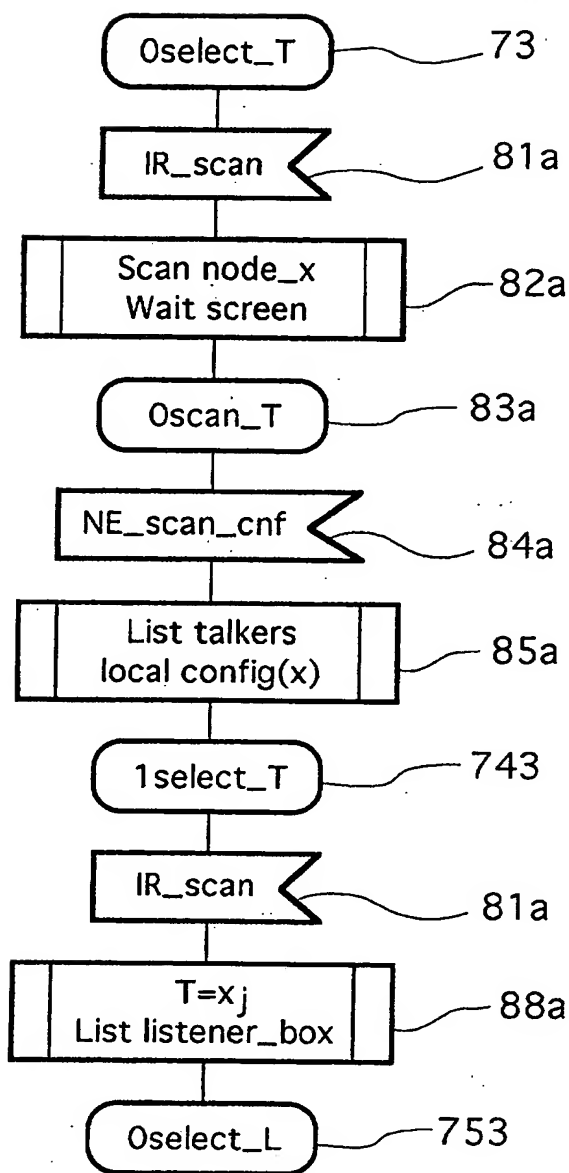 0select_T
73
IR_scan
81a
Scan node_x
Wait screen
82a
0scan_T
83a
NE_scan_cnf
84a
List talkers
local config(x)
85a
1select_T
743
IR_scan
81a
T=xj
List listener_box
88a
0select_L
753